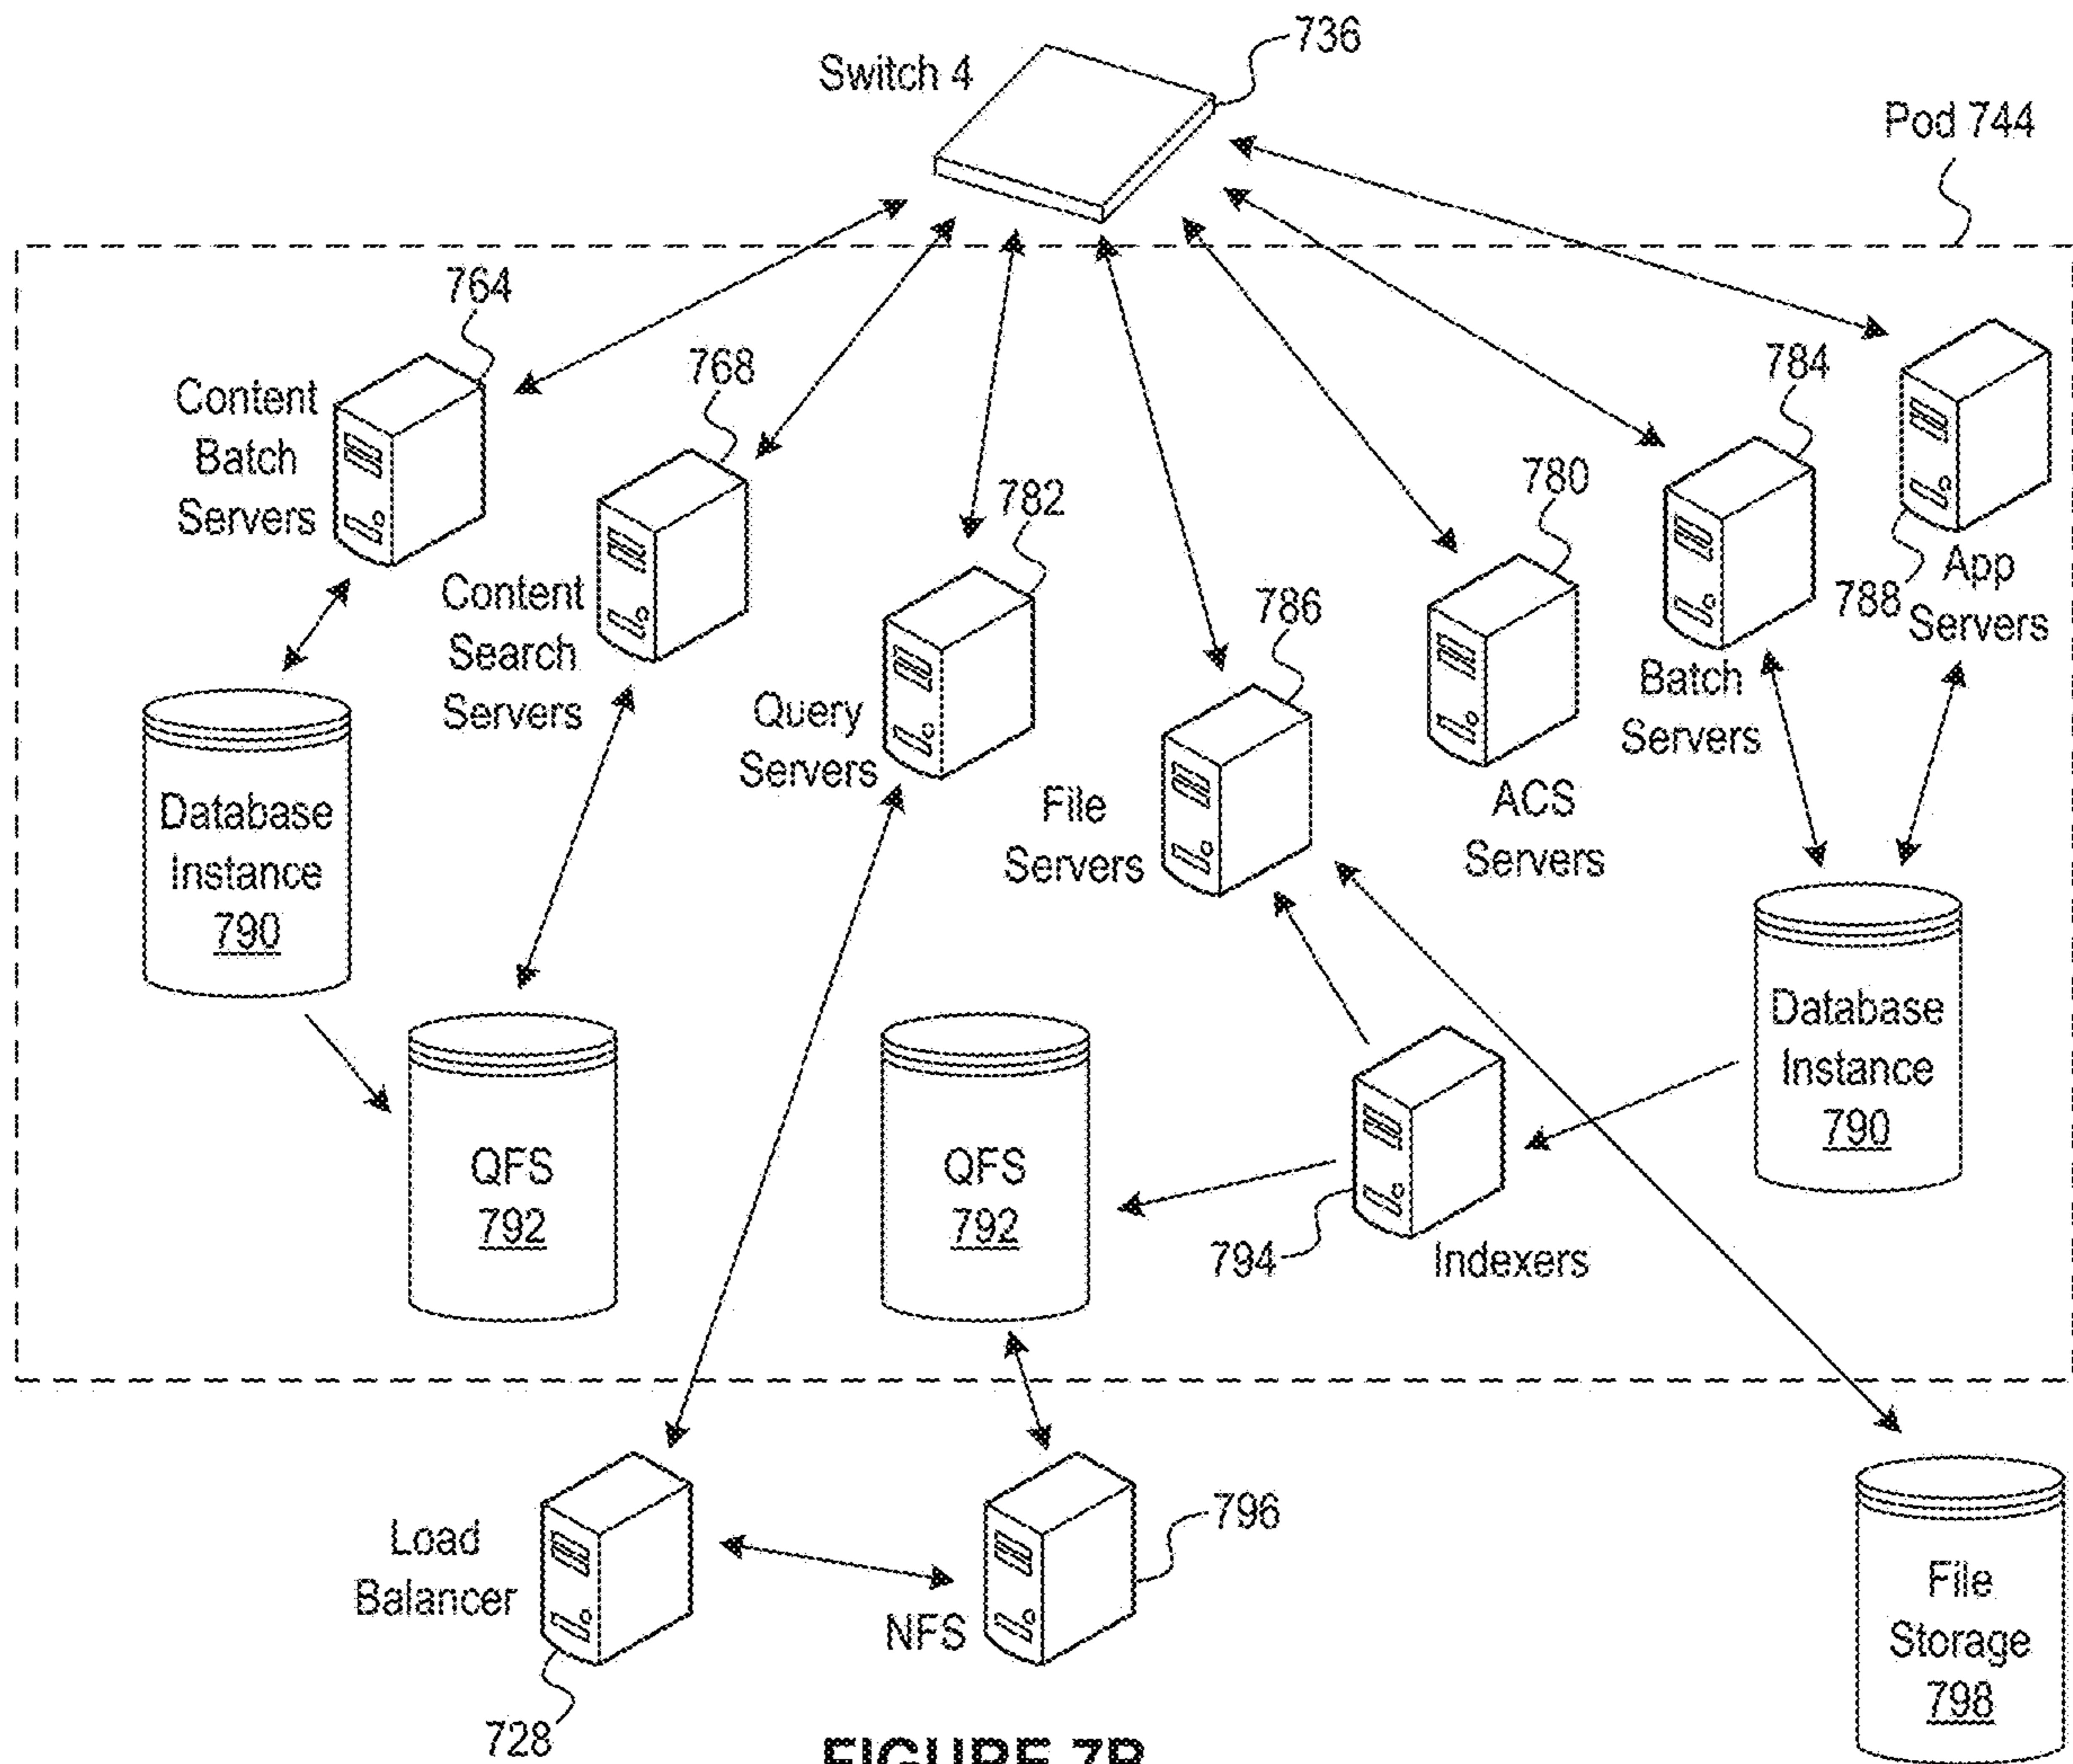 Switch 4
736
Pod 744
764
Content
Batch
Servers
768
Content
Search
Servers
782
Query
Servers
786
File
Servers
780
ACS
Servers
784
Batch
Servers
788
App
Servers
Database
Instance
790
QFS
792
QFS
792
794
Indexers
Database
Instance
790
Load
Balancer
728
NFS
796
File
Storage
798
FIGURE 7B